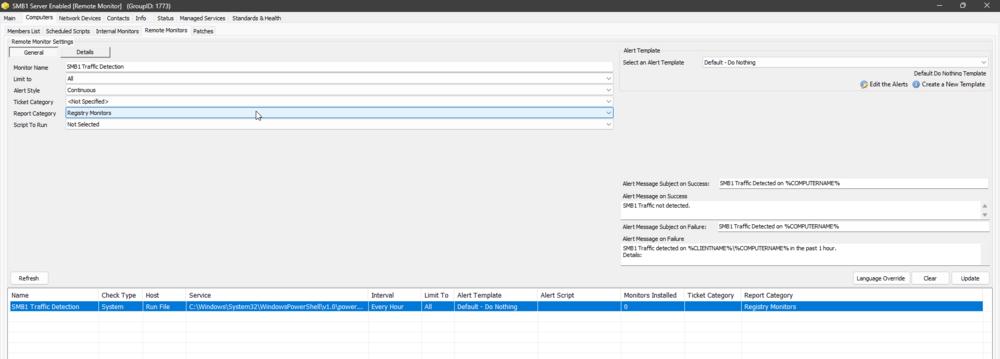 SMB1 Server Enabled [Remote Monitor]   (GroupID: 1773)
Main Computers Network Devices Contacts Info Status Managed Services Standards & Health
Members List Scheduled Scripts Internal Monitors Remote Monitors Patches
Remote Monitor Settings
General Details
Monitor Name SMB1 Traffic Detection
Limit to All
Alert Style Continuous
Ticket Category <Not Specified>
Report Category Registry Monitors
Script To Run Not Selected
Alert Template
Select an Alert Template Default - Do Nothing
Default Do Nothing Template
Edit the Alerts Create a New Template
Alert Message Subject on Success: SMB1 Traffic Detected on %COMPUTERNAME%
Alert Message on Success
SMB1 Traffic not detected.
Alert Message Subject on Failure: SMB1 Traffic Detected on %COMPUTERNAME%
Alert Message on Failure
SMB1 Traffic detected on %CLIENTNAME%\%COMPUTERNAME% in the past 1 hour.
Details:
Refresh Language Override Clear Update
Name Check Type Host Service Interval Limit To Alert Template Alert Script Monitors Installed Ticket Category Report Category
SMB1 Traffic Detection System Run File C:\Windows\System32\WindowsPowerShell\v1.0\power... Every Hour All Default - Do Nothing 0 Registry Monitors